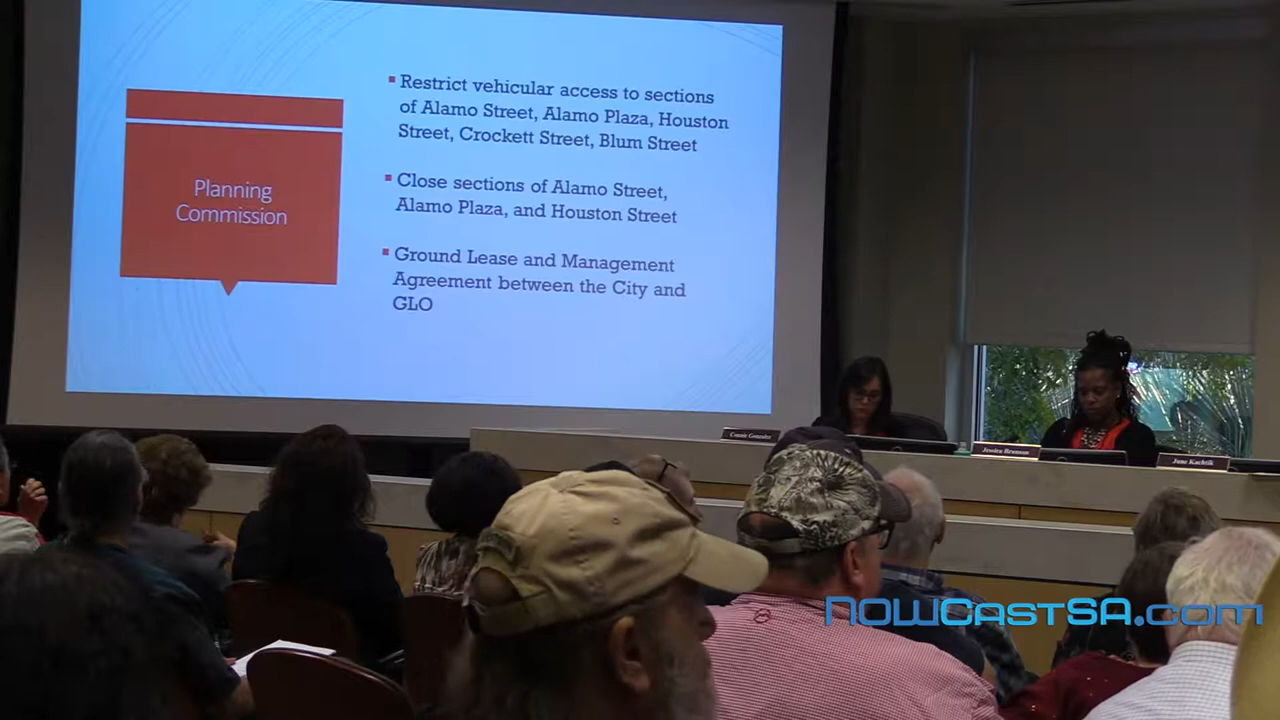 Planning
Commission
Restrict vehicular access to sections
of Alamo Street, Alamo Plaza, Houston
Street, Crockett Street, Blum Street
Close sections of Alamo Street,
Alamo Plaza, and Houston Street
Ground Lease and Management
Agreement between the City and
GLO
Connie Gonzalez
Jessica Brunson
June Kachtik
NOWCastSA.com